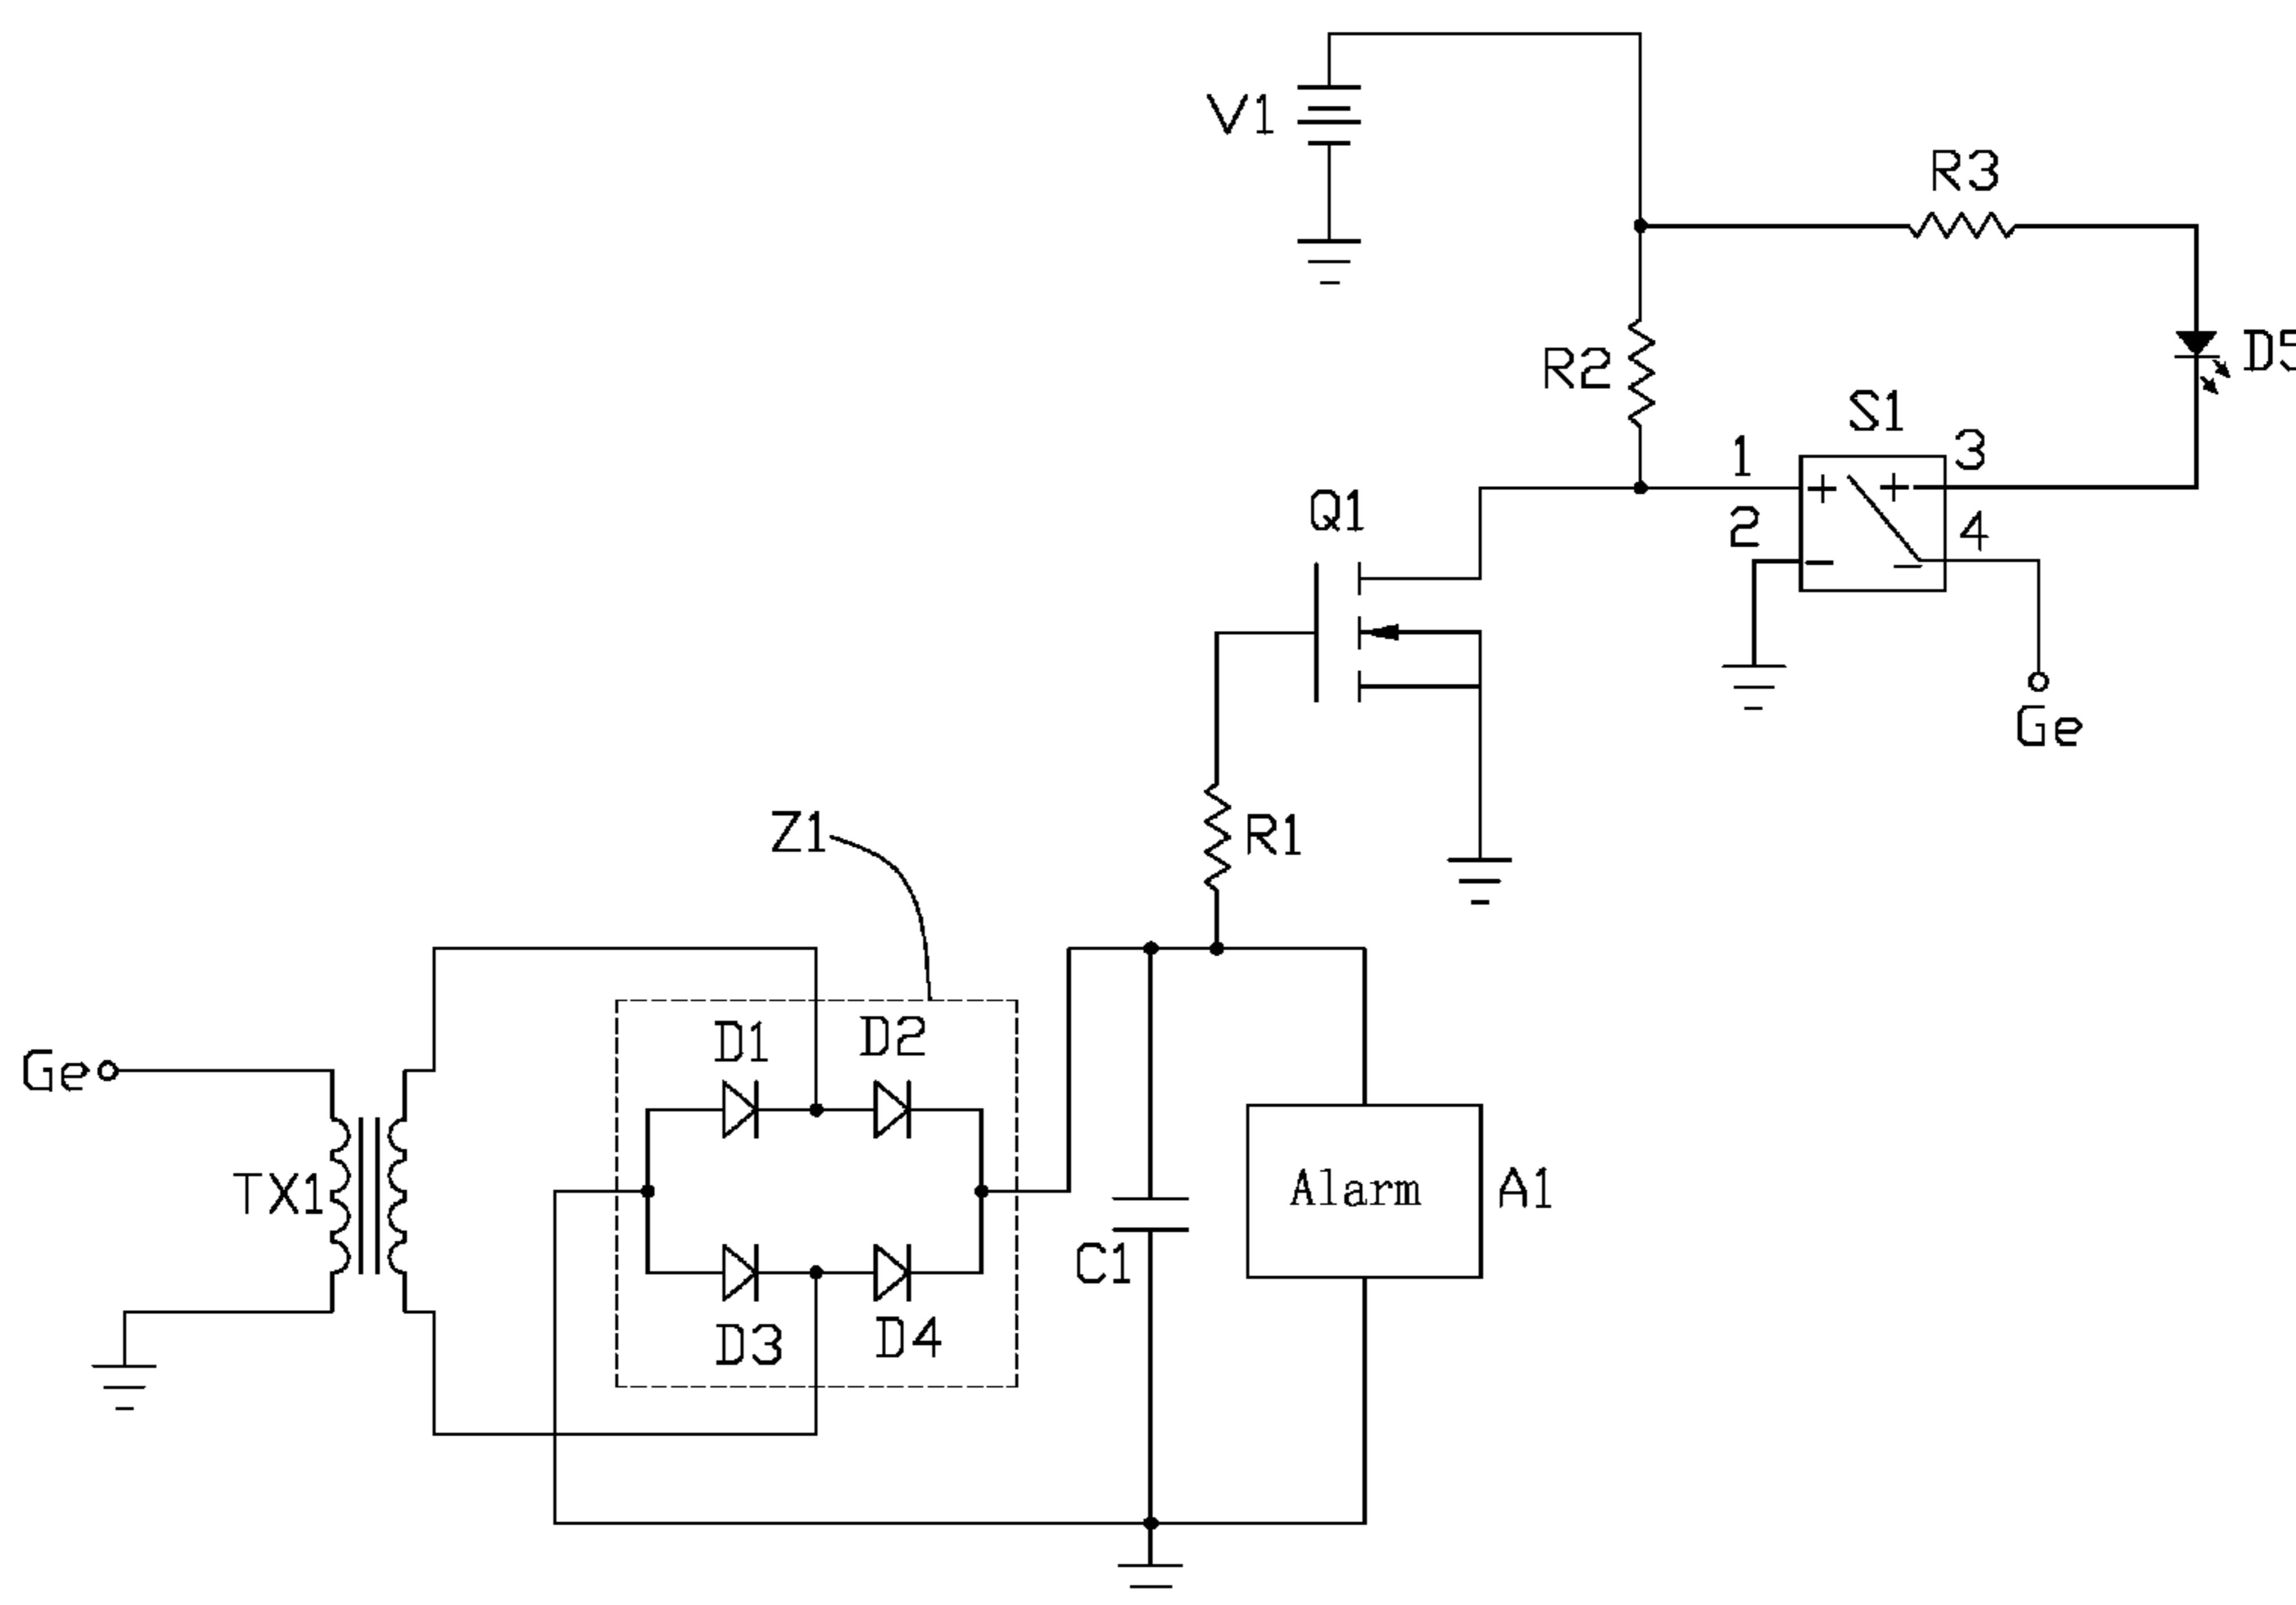 V1
R3
R2
D5
S1
1
3
+
+
Q1
2
4
−
−
Ge
Z1
R1
D1
D2
Ge
TX1
Alarm
A1
C1
D3
D4